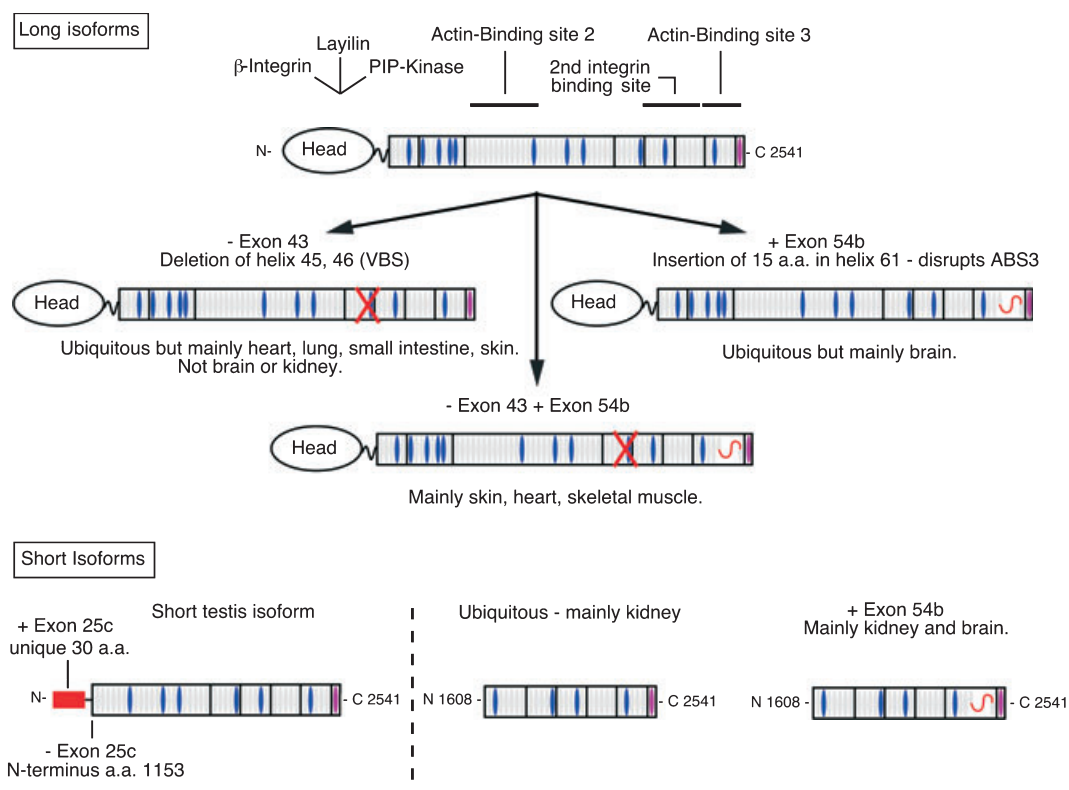 Long isoforms
Layilin
β-Integrin
PIP-Kinase
Actin-Binding site 2
2nd integrin
binding site
Actin-Binding site 3
N-
Head
- C 2541
- Exon 43
Deletion of helix 45, 46 (VBS)
Head
Ubiquitous but mainly heart, lung, small intestine, skin.
Not brain or kidney.
+ Exon 54b
Insertion of 15 a.a. in helix 61 - disrupts ABS3
Head
Ubiquitous but mainly brain.
- Exon 43 + Exon 54b
Head
Mainly skin, heart, skeletal muscle.
Short Isoforms
Short testis isoform
+ Exon 25c
unique 30 a.a.
N-
- C 2541
- Exon 25c
N-terminus a.a. 1153
Ubiquitous - mainly kidney
N 1608 -
- C 2541
+ Exon 54b
Mainly kidney and brain.
N 1608 -
- C 2541